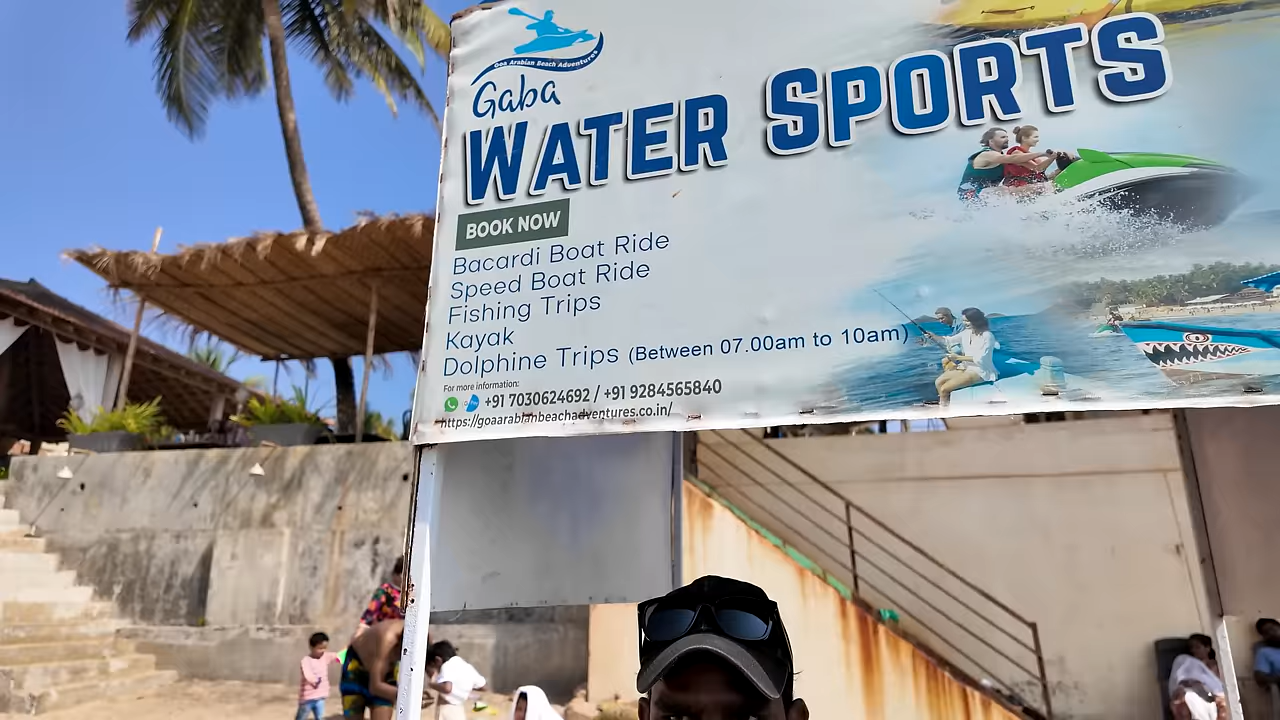 Goa Arabian Beach Adventures
Gaba
WATER SPORTS
BOOK NOW
Bacardi Boat Ride
Speed Boat Ride
Fishing Trips
Kayak
Dolphine Trips (Between 07.00am to 10am)
For more information:
+91 7030624692 / +91 9284565840
https://goaarabianbeachadventures.co.in/